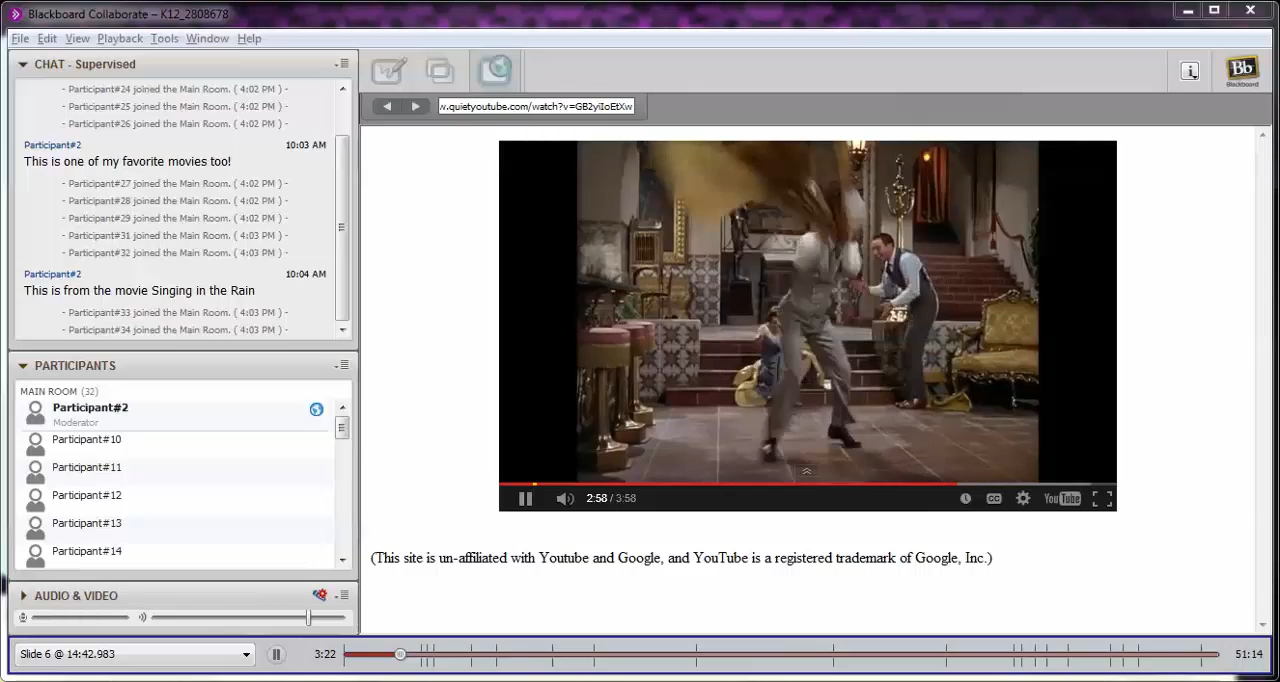 Blackboard Collaborate – K12_2808678
File Edit View Playback Tools Window Help
CHAT - Supervised
- Participant#24 joined the Main Room. ( 4:02 PM ) -
- Participant#25 joined the Main Room. ( 4:02 PM ) -
- Participant#26 joined the Main Room. ( 4:02 PM ) -
Participant#2 10:03 AM
This is one of my favorite movies too!
- Participant#27 joined the Main Room. ( 4:02 PM ) -
- Participant#28 joined the Main Room. ( 4:02 PM ) -
- Participant#29 joined the Main Room. ( 4:02 PM ) -
- Participant#31 joined the Main Room. ( 4:03 PM ) -
- Participant#32 joined the Main Room. ( 4:03 PM ) -
Participant#2 10:04 AM
This is from the movie Singing in the Rain
- Participant#33 joined the Main Room. ( 4:03 PM ) -
- Participant#34 joined the Main Room. ( 4:03 PM ) -
PARTICIPANTS
MAIN ROOM (32)
Participant#2
Moderator
Participant#10
Participant#11
Participant#12
Participant#13
Participant#14
AUDIO & VIDEO
Bb
Blackboard
w.quietyoutube.com/watch?v=GB2yiIoEtXw
2:58 / 3:58
CC
YouTube
(This site is un-affiliated with Youtube and Google, and YouTube is a registered trademark of Google, Inc.)
Slide 6 @ 14:42.983
3:22
51:14